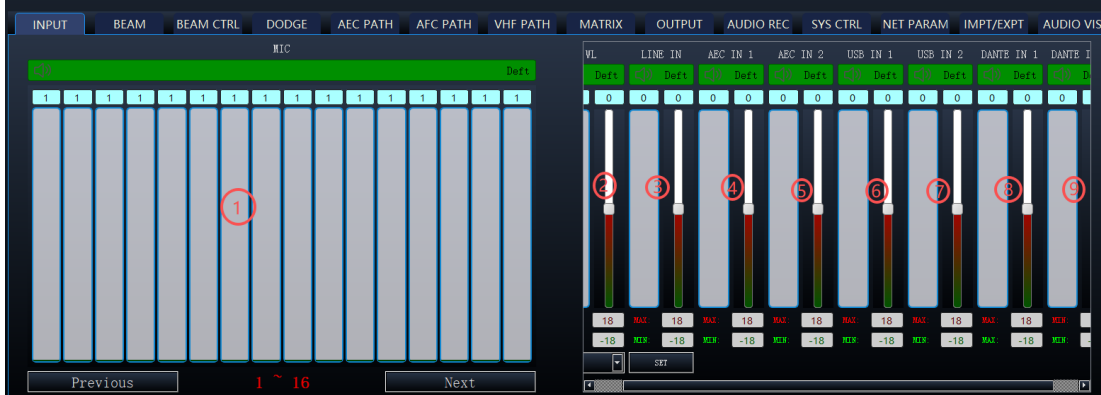 INPUT BEAM BEAM CTRL DODGE AEC PATH AFC PATH VHF PATH MATRIX OUTPUT AUDIO REC SYS CTRL NET PARAM IMPT/EXPT AUDIO VIS
MIC
Deft
1 1 1 1 1 1 1 1 1 1 1 1 1 1 1 1
1
Previous 1 ~ 16 Next
WL LINE IN AEC IN 1 AEC IN 2 USB IN 1 USB IN 2 DANTE IN 1 DANTE I
Deft Deft Deft Deft Deft Deft Deft D
0 0 0 0 0 0 0 0 0 0 0 0 0 0
2 3 4 5 6 7 8 9
18 MAX: 18 MAX: 18 MAX: 18 MAX: 18 MAX: 18 MAX: 18 MIN:
-18 MIN: -18 MIN: -18 MIN: -18 MIN: -18 MIN: -18 MAX: -18 MIN: -
SET